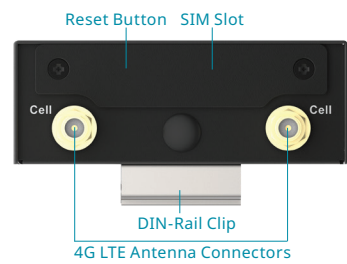 Reset Button SIM Slot
Cell Cell
DIN-Rail Clip
4G LTE Antenna Connectors